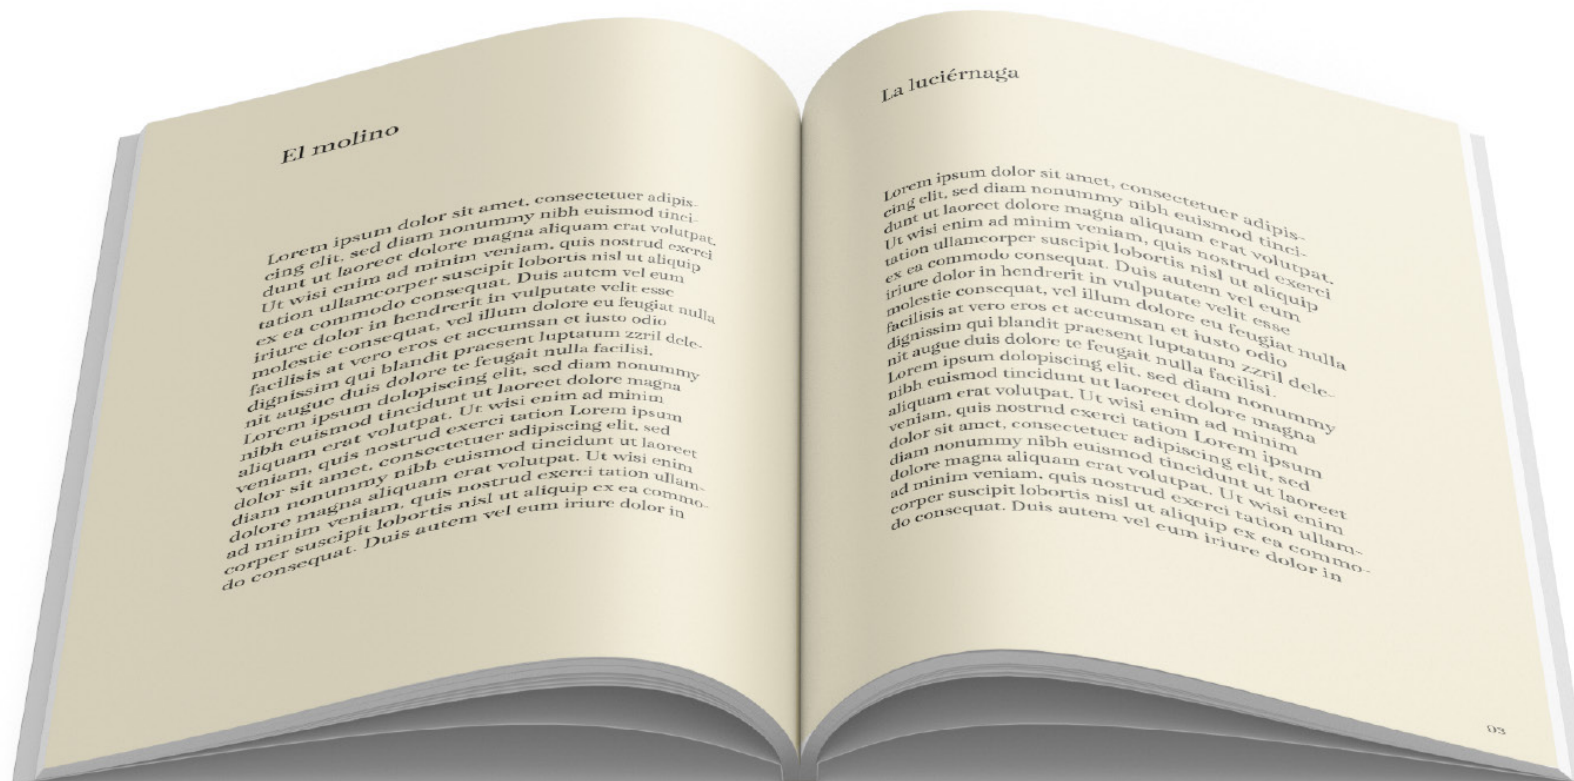 El molino
Lorem ipsum dolor sit amet, consectetuer adipis-
cing elit, sed diam nonummy nibh euismod tinci-
dunt ut laoreet dolore magna aliquam erat volutpat.
Ut wisi enim ad minim veniam, quis nostrud exerci
tation ullamcorper suscipit lobortis nisl ut aliquip
ex ea commodo consequat. Duis autem vel eum
iriure dolor in hendrerit in vulputate velit esse
molestie consequat, vel illum dolore eu feugiat nulla
facilisis at vero eros et accumsan et iusto odio
dignissim qui blandit praesent luptatum zzril dele-
nit augue duis dolore te feugait nulla facilisi.
Lorem ipsum dolopiscing elit, sed diam nonummy
nibh euismod tincidunt ut laoreet dolore magna
aliquam erat volutpat. Ut wisi enim ad minim
veniam, quis nostrud exerci tation Lorem ipsum
dolor sit amet, consectetuer adipiscing elit, sed
diam nonummy nibh euismod tincidunt ut laoreet
dolore magna aliquam erat volutpat. Ut wisi enim
ad minim veniam, quis nostrud exerci tation ullam-
corper suscipit lobortis nisl ut aliquip ex ea commo-
do consequat. Duis autem vel eum iriure dolor in
La luciérnaga
Lorem ipsum dolor sit amet, consectetuer adipis-
cing elit, sed diam nonummy nibh euismod tinci-
dunt ut laoreet dolore magna aliquam erat volutpat.
Ut wisi enim ad minim veniam, quis nostrud exerci
tation ullamcorper suscipit lobortis nisl ut aliquip
ex ea commodo consequat. Duis autem vel eum
iriure dolor in hendrerit in vulputate velit esse
molestie consequat, vel illum dolore eu feugiat nulla
facilisis at vero eros et accumsan et iusto odio
dignissim qui blandit praesent luptatum zzril dele-
nit augue duis dolore te feugait nulla facilisi.
Lorem ipsum dolopiscing elit, sed diam nonummy
nibh euismod tincidunt ut laoreet dolore magna
aliquam erat volutpat. Ut wisi enim ad minim
veniam, quis nostrud exerci tation Lorem ipsum
dolor sit amet, consectetuer adipiscing elit, sed
diam nonummy nibh euismod tincidunt ut laoreet
dolore magna aliquam erat volutpat. Ut wisi enim
ad minim veniam, quis nostrud exerci tation ullam-
corper suscipit lobortis nisl ut aliquip ex ea commo-
do consequat. Duis autem vel eum iriure dolor in
03